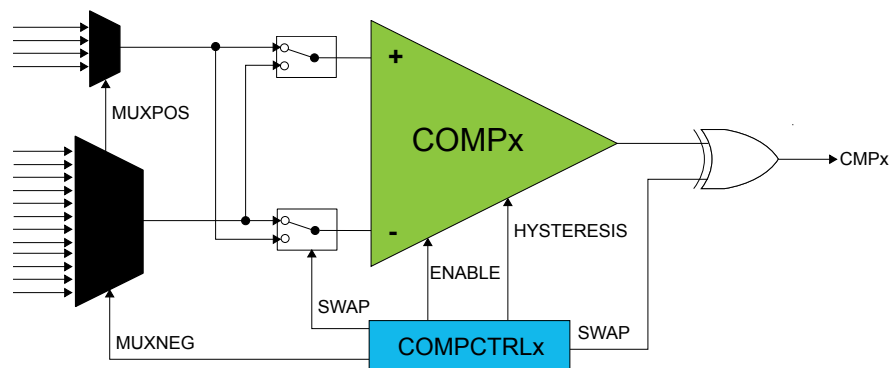 MUXPOS
+
COMPx
CMPx
-
HYSTERESIS
ENABLE
SWAP
SWAP
MUXNEG
COMPCTRLx